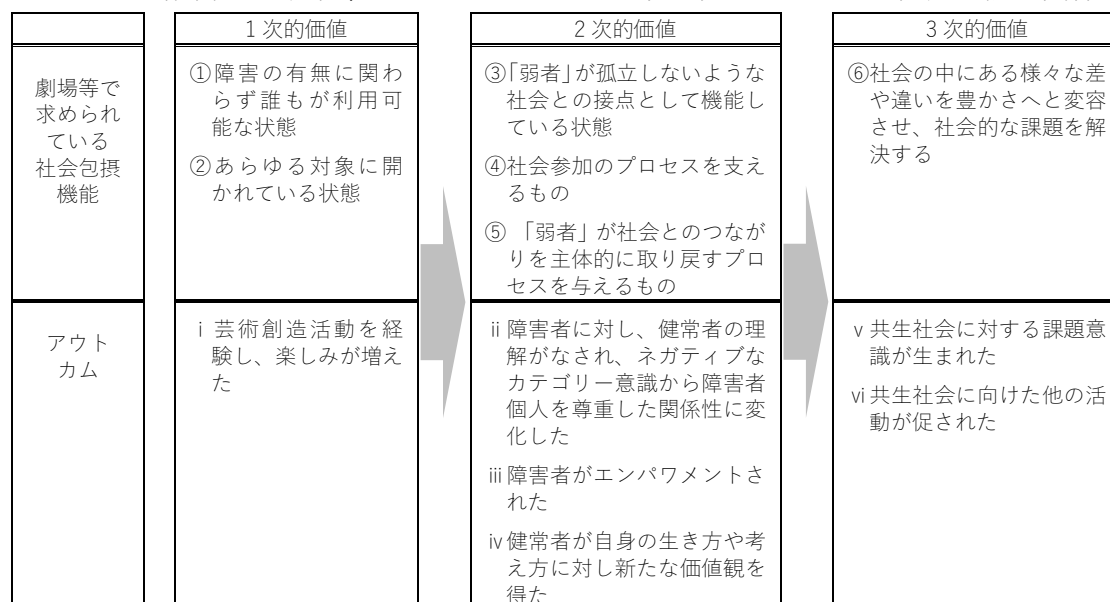 1次的価値
2次的価値
3次的価値
劇場等で
求められ
ている
社会包摂
機能
①障害の有無に関わ
らず誰もが利用可
能な状態
②あらゆる対象に開
かれている状態
③「弱者」が孤立しないような
社会との接点として機能し
ている状態
④社会参加のプロセスを支え
るもの
⑤「弱者」が社会とのつなが
りを主体的に取り戻すプロ
セスを与えるもの
⑥社会の中にある様々な差
や違いを豊かさへと変容
させ、社会的な課題を解
決する
アウト
カム
ⅰ芸術創造活動を経
験し、楽しみが増え
た
ⅱ障害者に対し、健常者の理
解がなされ、ネガティブな
カテゴリー意識から障害者
個人を尊重した関係性に変
化した
ⅲ障害者がエンパワメントさ
れた
ⅳ健常者が自身の生き方や考
え方に対し新たな価値観を
得た
ⅴ共生社会に対する課題意
識が生まれた
ⅵ共生社会に向けた他の活
動が促された